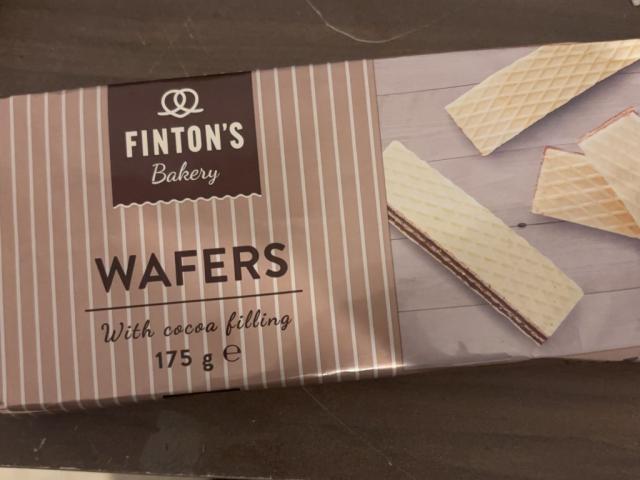 FINTON'S
Bakery
WAFERS
With cocoa filling
175 g ℮